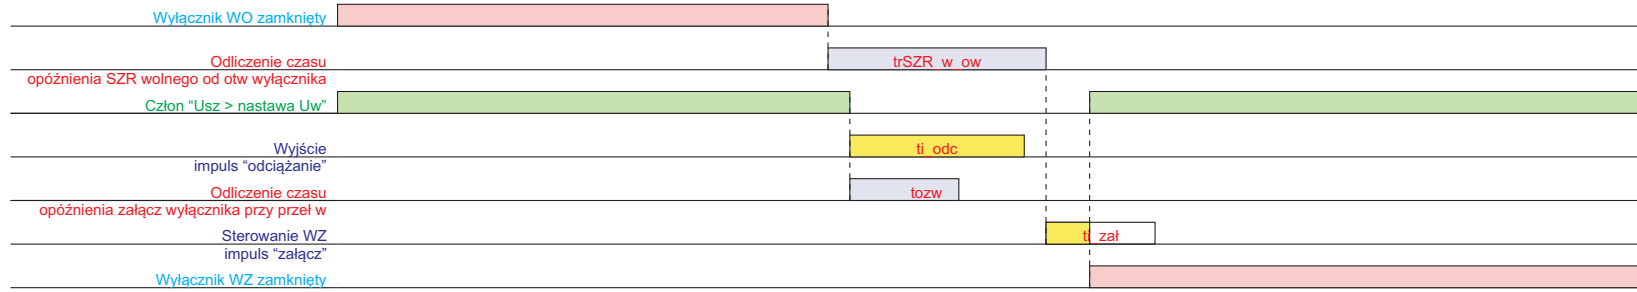 Wyłącznik WO zamknięty
Odliczenie czasu
trSZR_w_ow
opóźnienia SZR wolnego od otw wyłącznika
Człon “Usz > nastawa Uw”
Wyjście
ti_odc
impuls “odciążanie”
Odliczenie czasu
tozw
opóźnienia załącz wyłącznika przy przeł w
Sterowanie WZ
ti_zał
impuls “załącz”
Wyłącznik WZ zamknięty